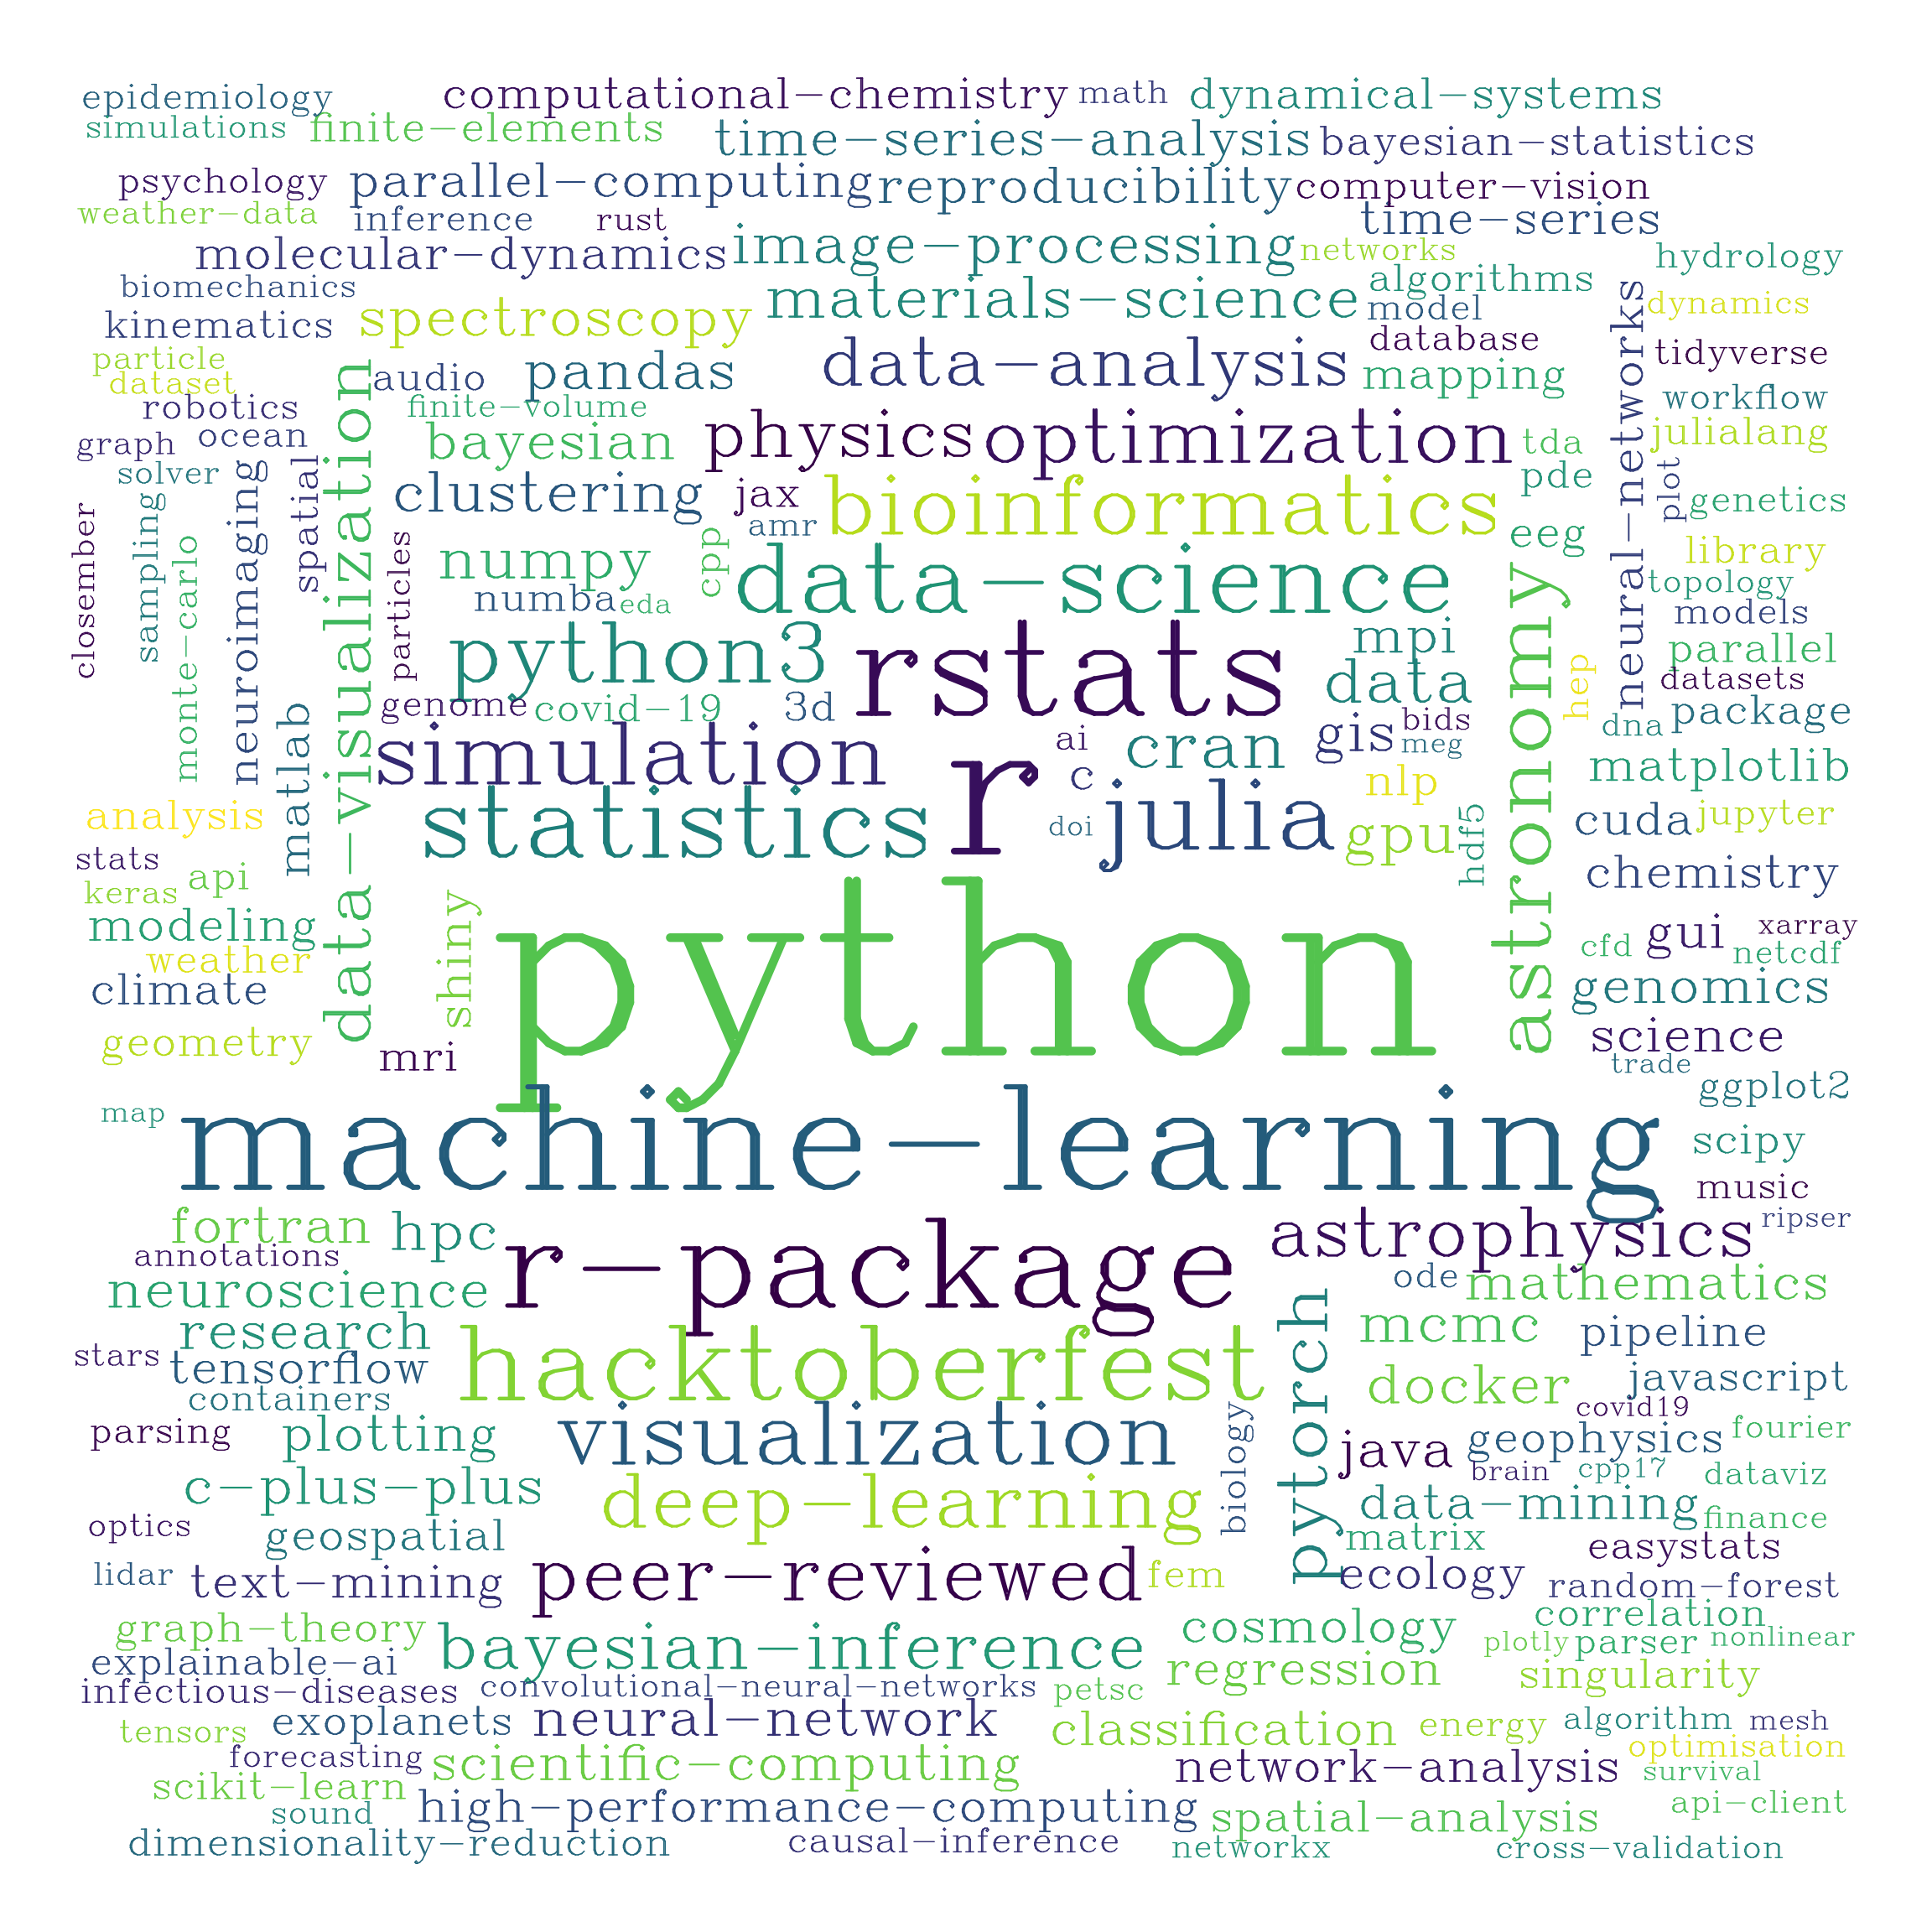 epidemiology computational-chemistry math dynamical-systems
simulations finite-elements time-series-analysis bayesian-statistics
psychology parallel-computing reproducibility computer-vision
weather-data inference rust time-series
molecular-dynamics image-processing networks hydrology
biomechanics materials-science algorithms dynamics
kinematics spectroscopy model
particle data-analysis database tidyverse
dataset audio pandas mapping workflow
robotics finite-volume neural-networks
graph ocean bayesian physics optimization tda julialang
solver clustering jax bioinformatics pde plot genetics
closember sampling neuroimaging spatial data-visualization amr eeg library
monte-carlo particles numpy cpp data-science astronomy topology
numba eda models
python3 rstats mpi hep parallel
genome covid-19 3d data datasets
matlab simulation ai cran gis bids dna package
meg
r c nlp matplotlib
analysis statistics doi julia gpu hdf5 cuda jupyter
stats chemistry
keras api
modeling shiny python cfd gui xarray
weather netcdf
climate genomics
geometry mri science
trade
map machine-learning ggplot2
scipy
music
fortran hpc r-package astrophysics ripser
annotations
neuroscience ode mathematics
research hacktoberfest pytorch mcmc pipeline
stars tensorflow docker javascript
containers covid19
parsing plotting visualization biology java geophysics fourier
c-plus-plus deep-learning brain cpp17 dataviz
optics geospatial data-mining finance
matrix easystats
lidar text-mining peer-reviewed fem ecology random-forest
graph-theory bayesian-inference cosmology correlation
explainable-ai regression plotly parser nonlinear
infectious-diseases convolutional-neural-networks petsc singularity
tensors exoplanets neural-network classification energy algorithm mesh
forecasting scientific-computing network-analysis optimisation
scikit-learn survival
sound high-performance-computing spatial-analysis api-client
dimensionality-reduction causal-inference networkx cross-validation